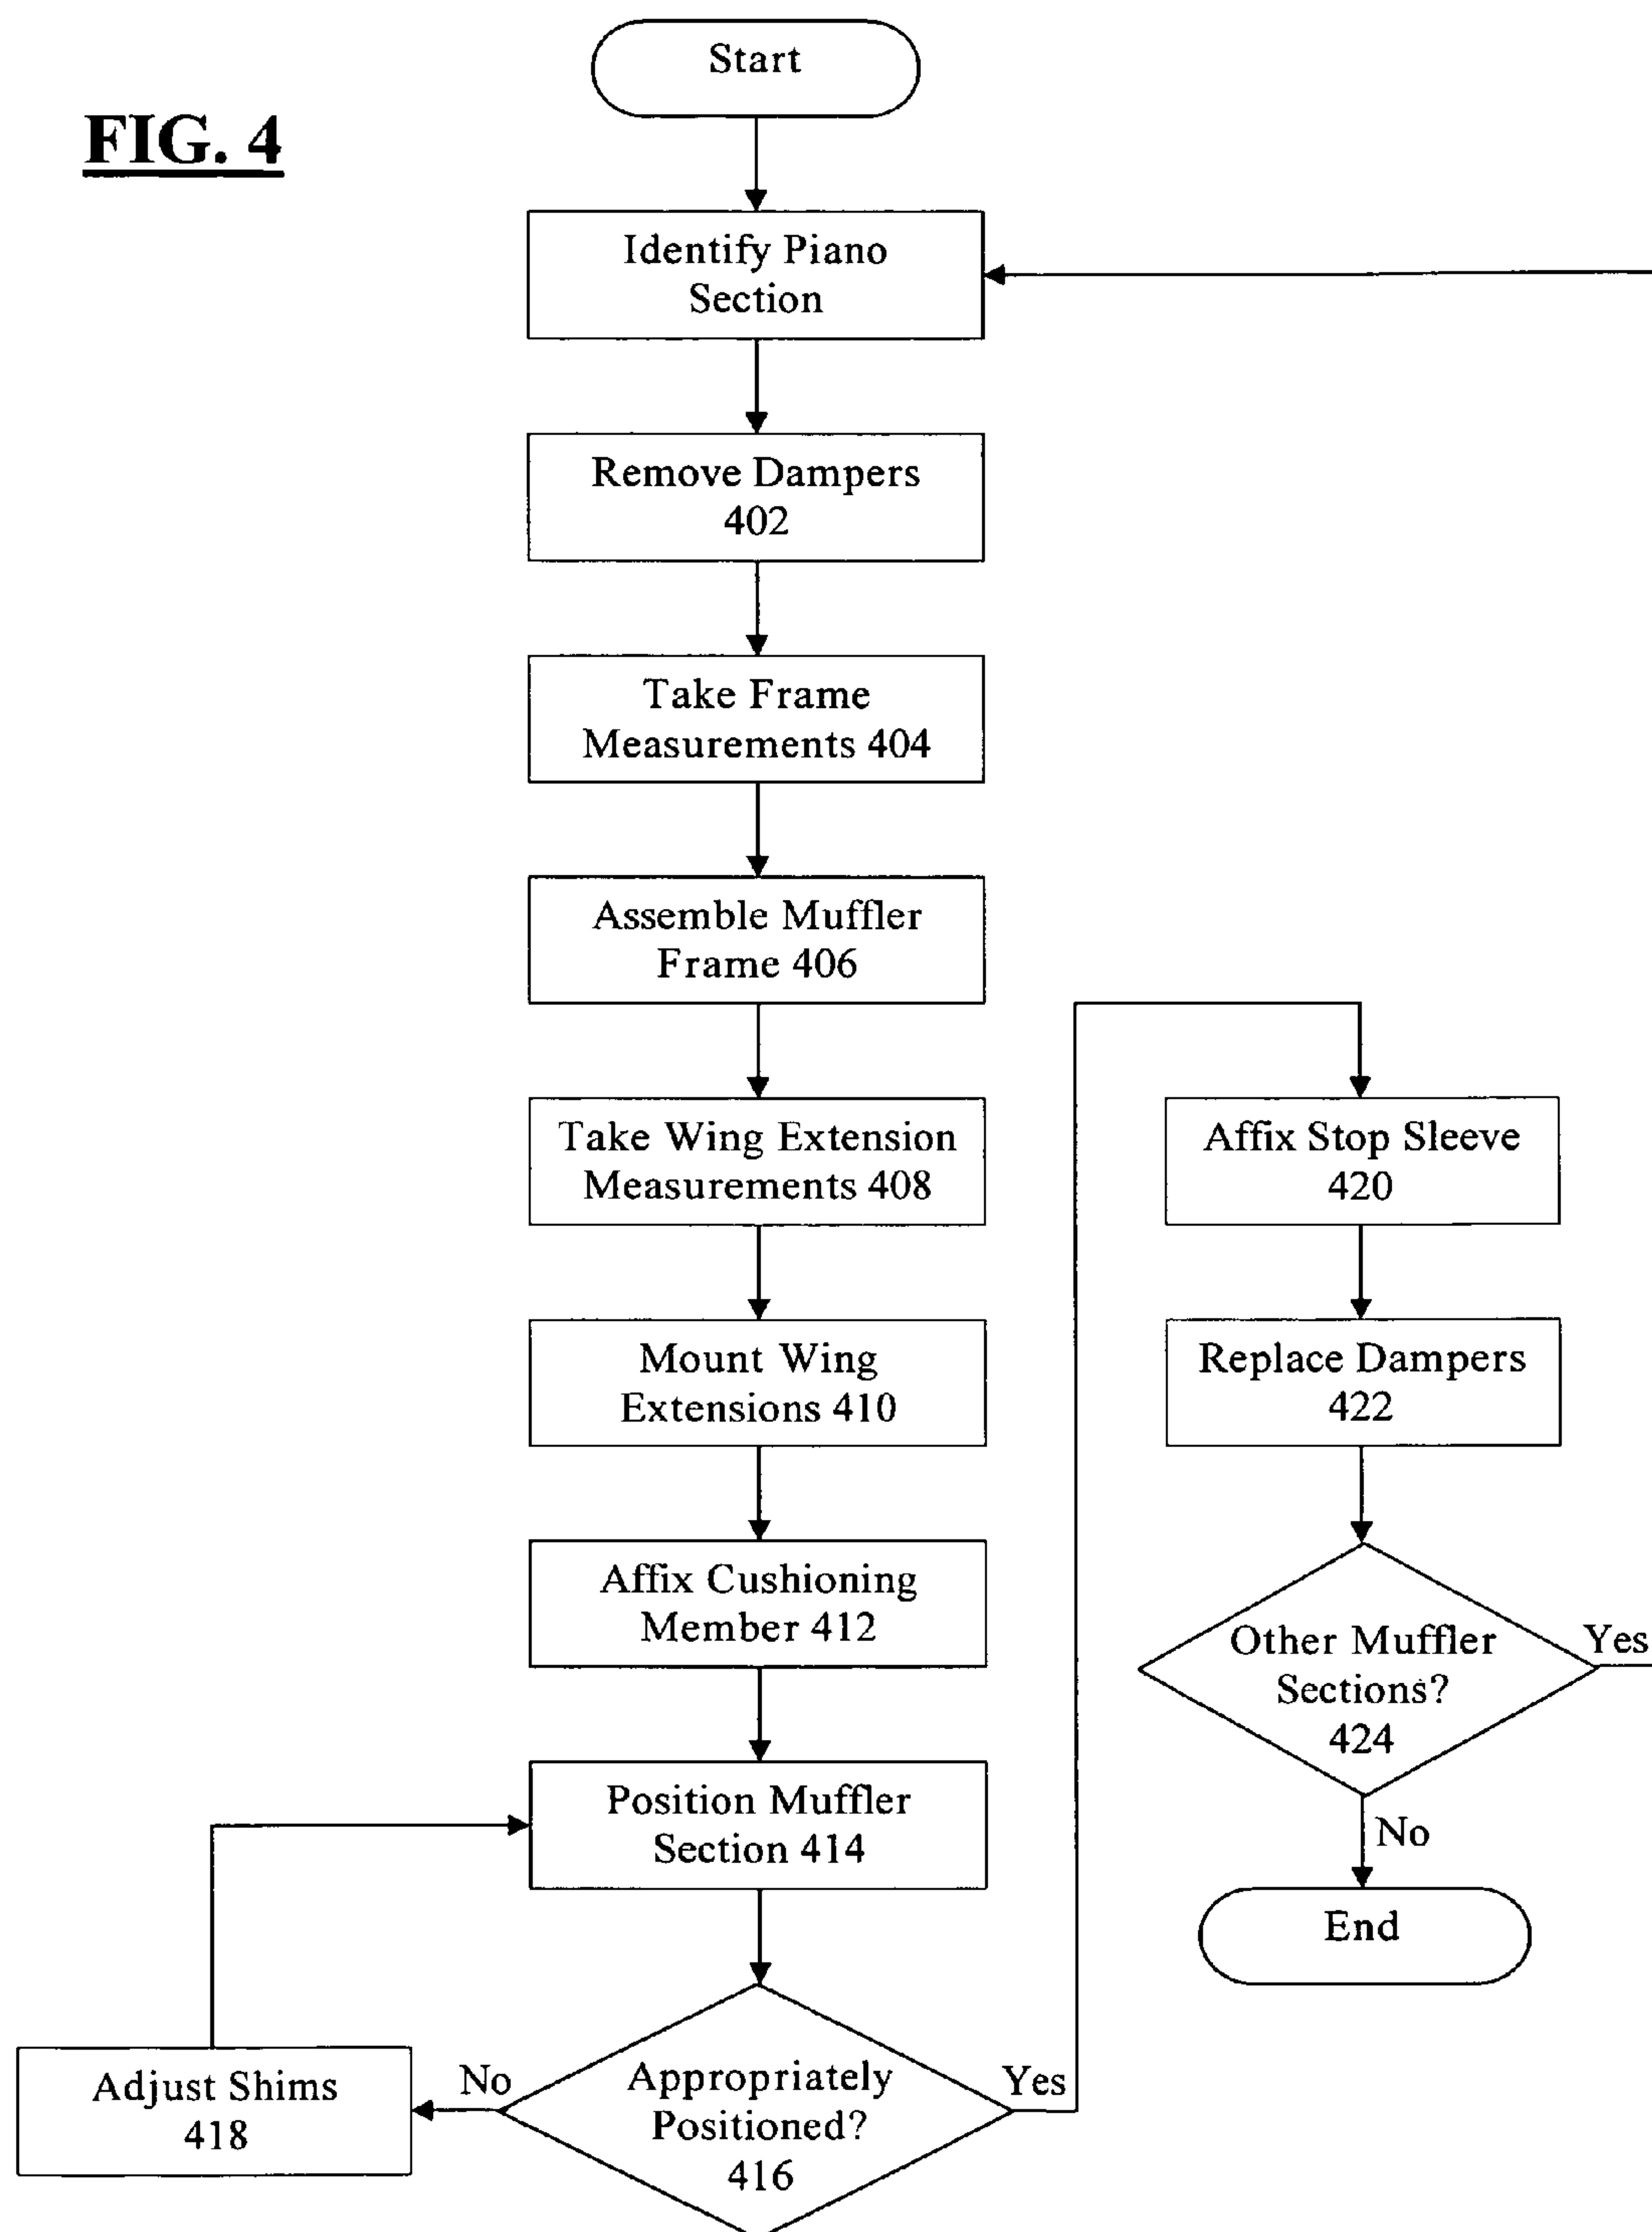 FIG. 4
Start
Identify Piano
Section
Remove Dampers
402
Take Frame
Measurements 404
Assemble Muffler
Frame 406
Take Wing Extension
Measurements 408
Mount Wing
Extensions 410
Affix Cushioning
Member 412
Position Muffler
Section 414
Appropriately
Positioned?
416
No
Adjust Shims
418
Yes
Affix Stop Sleeve
420
Replace Dampers
422
Other Muffler
Sections?
424
Yes
No
End